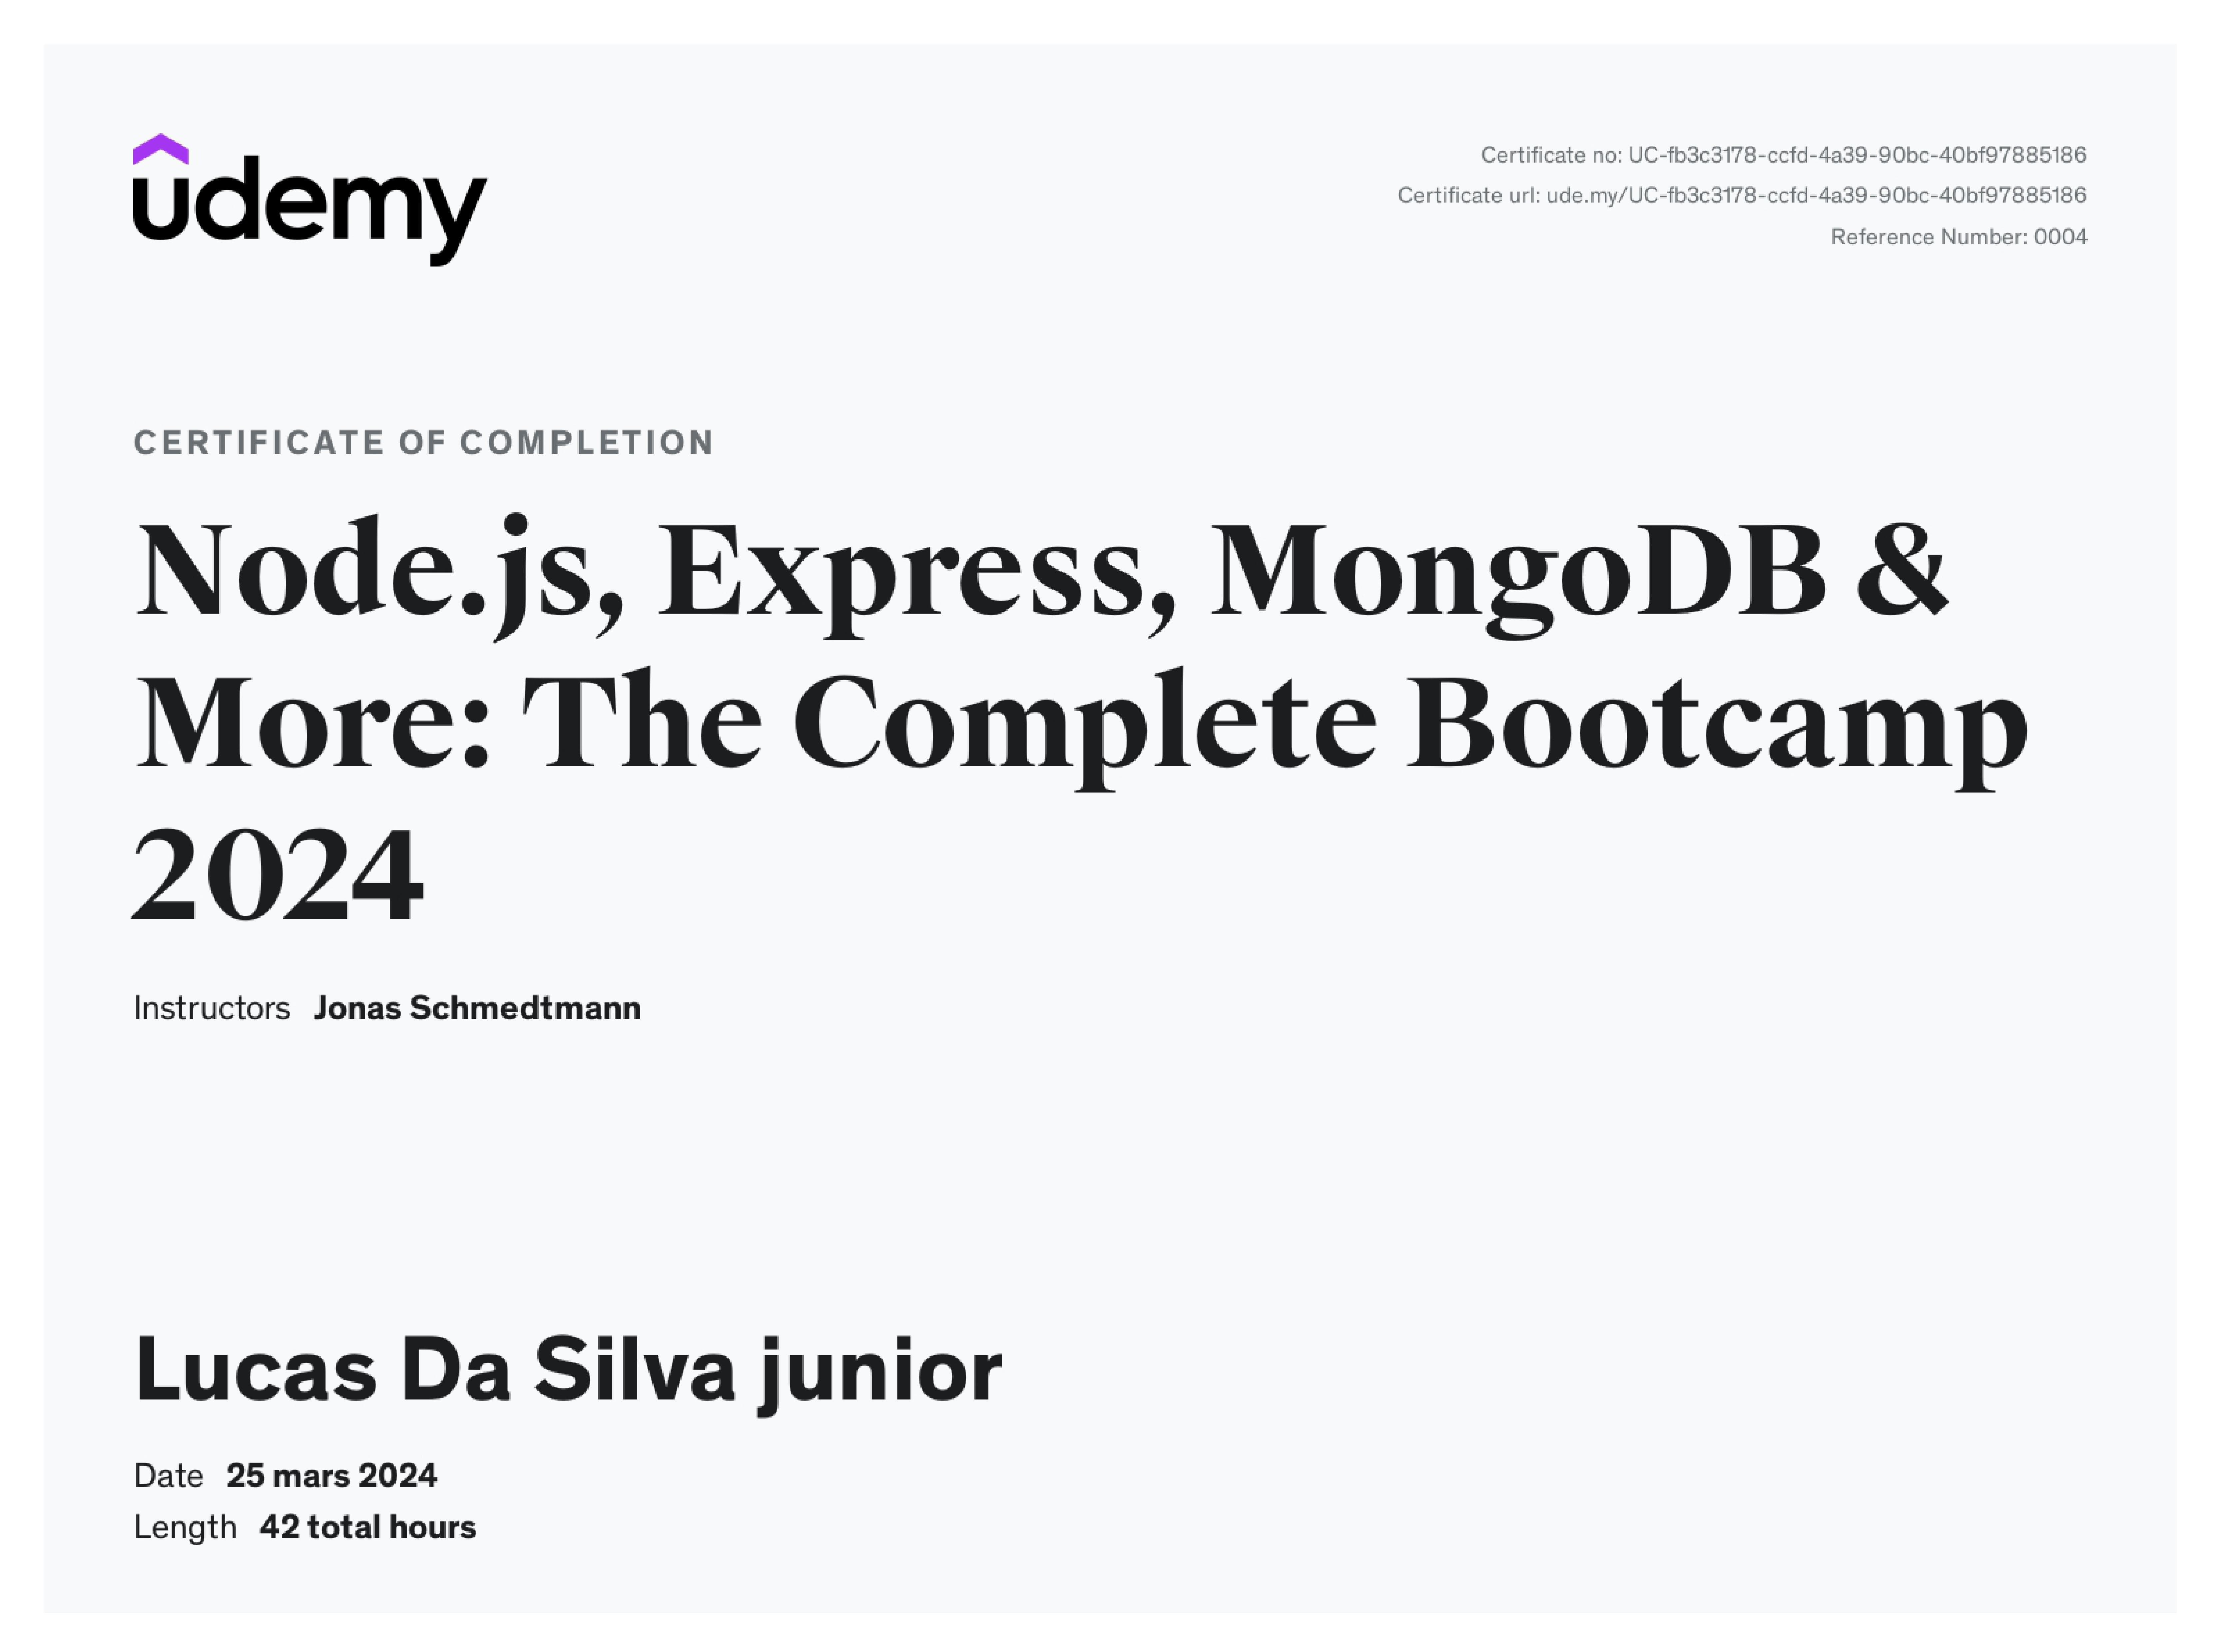 udemy
Certificate no: UC-fb3c3178-ccfd-4a39-90bc-40bf97885186
Certificate url: ude.my/UC-fb3c3178-ccfd-4a39-90bc-40bf97885186
Reference Number: 0004
CERTIFICATE OF COMPLETION
Node.js, Express, MongoDB &
More: The Complete Bootcamp
2024
Instructors Jonas Schmedtmann
Lucas Da Silva junior
Date 25 mars 2024
Length 42 total hours